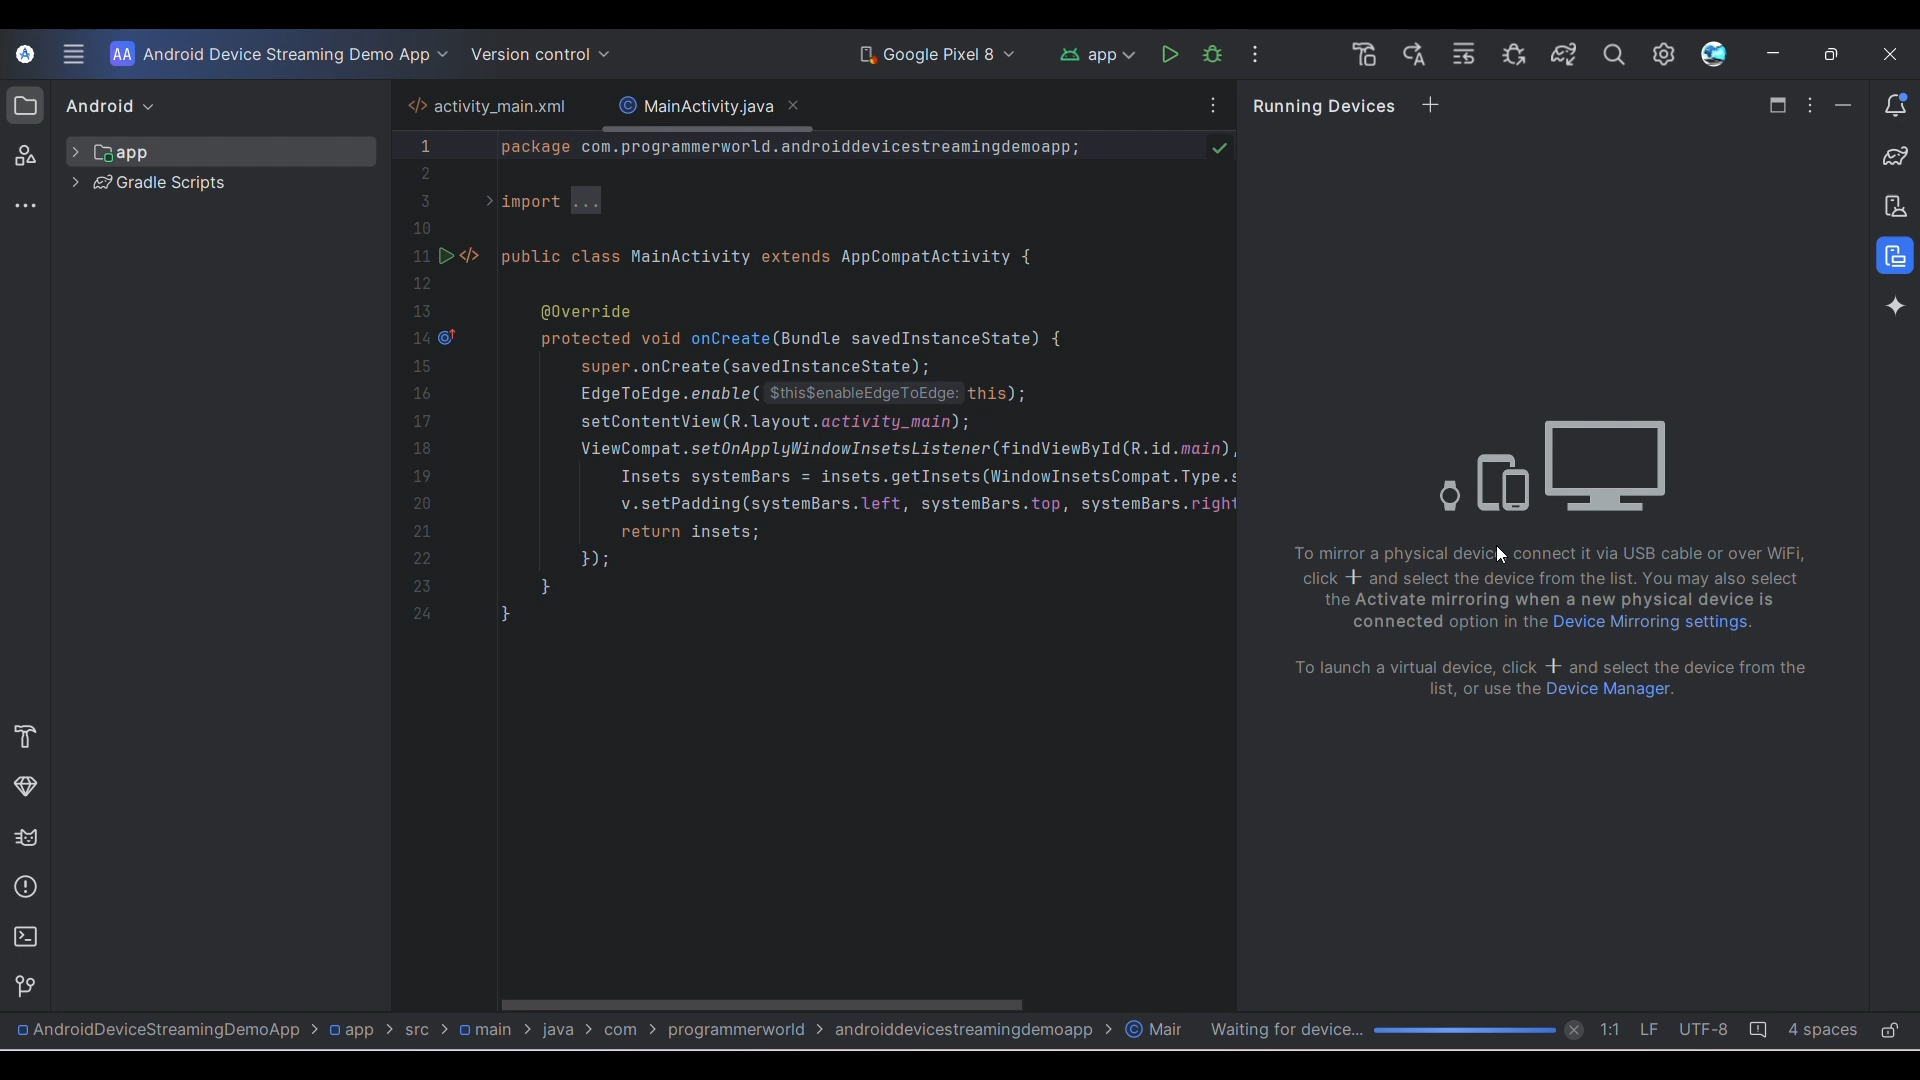 AA Android Device Streaming Demo App Version control Google Pixel 8 app
Android
app
Gradle Scripts
activity_main.xml MainActivity.java
1 package com.programmerworld.androiddevicestreamingdemoapp;
2
3 import ...
10
11 public class MainActivity extends AppCompatActivity {
12
13 @Override
14 protected void onCreate(Bundle savedInstanceState) {
15 super.onCreate(savedInstanceState);
16 EdgeToEdge.enable( $this$enableEdgeToEdge: this);
17 setContentView(R.layout.activity_main);
18 ViewCompat.setOnApplyWindowInsetsListener(findViewById(R.id.main),
19 Insets systemBars = insets.getInsets(WindowInsetsCompat.Type.s
20 v.setPadding(systemBars.left, systemBars.top, systemBars.right
21 return insets;
22 });
23 }
24 }
Running Devices
To mirror a physical device connect it via USB cable or over WiFi,
click + and select the device from the list. You may also select
the Activate mirroring when a new physical device is
connected option in the Device Mirroring settings.
To launch a virtual device, click + and select the device from the
list, or use the Device Manager.
AndroidDeviceStreamingDemoApp > app > src > main > java > com > programmerworld > androiddevicestreamingdemoapp > Mair Waiting for device... 1:1 LF UTF-8 4 spaces